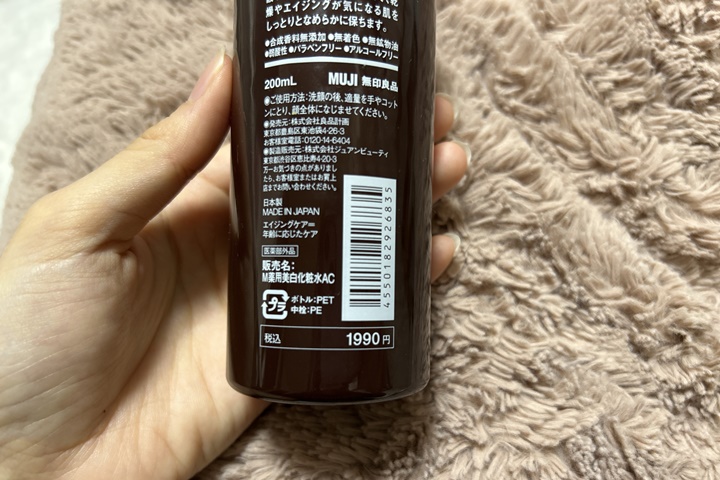 燥やエイジングが気になる肌を
しっとりとなめらかに保ちます。
●合成香料無添加 ●無着色 ●無鉱物油
●弱酸性 ●パラベンフリー ●アルコールフリー
200mL MUJI 無印良品
●ご使用方法：洗顔の後、適量を手やコット
ンにとり、顔全体になじませてください。
●発売元：株式会社良品計画
東京都豊島区東池袋4-26-3
お客様室電話：0120-14-6404
●製造販売元：株式会社ジュアンビューティ
東京都渋谷区恵比寿4-20-3
万一お気づきの点がありまし
たら、お客様室またはお買上
店までお問い合わせください。
日本製
MADE IN JAPAN
エイジングケア＝
年齢に応じたケア
医薬部外品
販売名：
M薬用美白化粧水AC
プラ
ボトル：PET
中栓：PE
4550182926835
税込 1990円